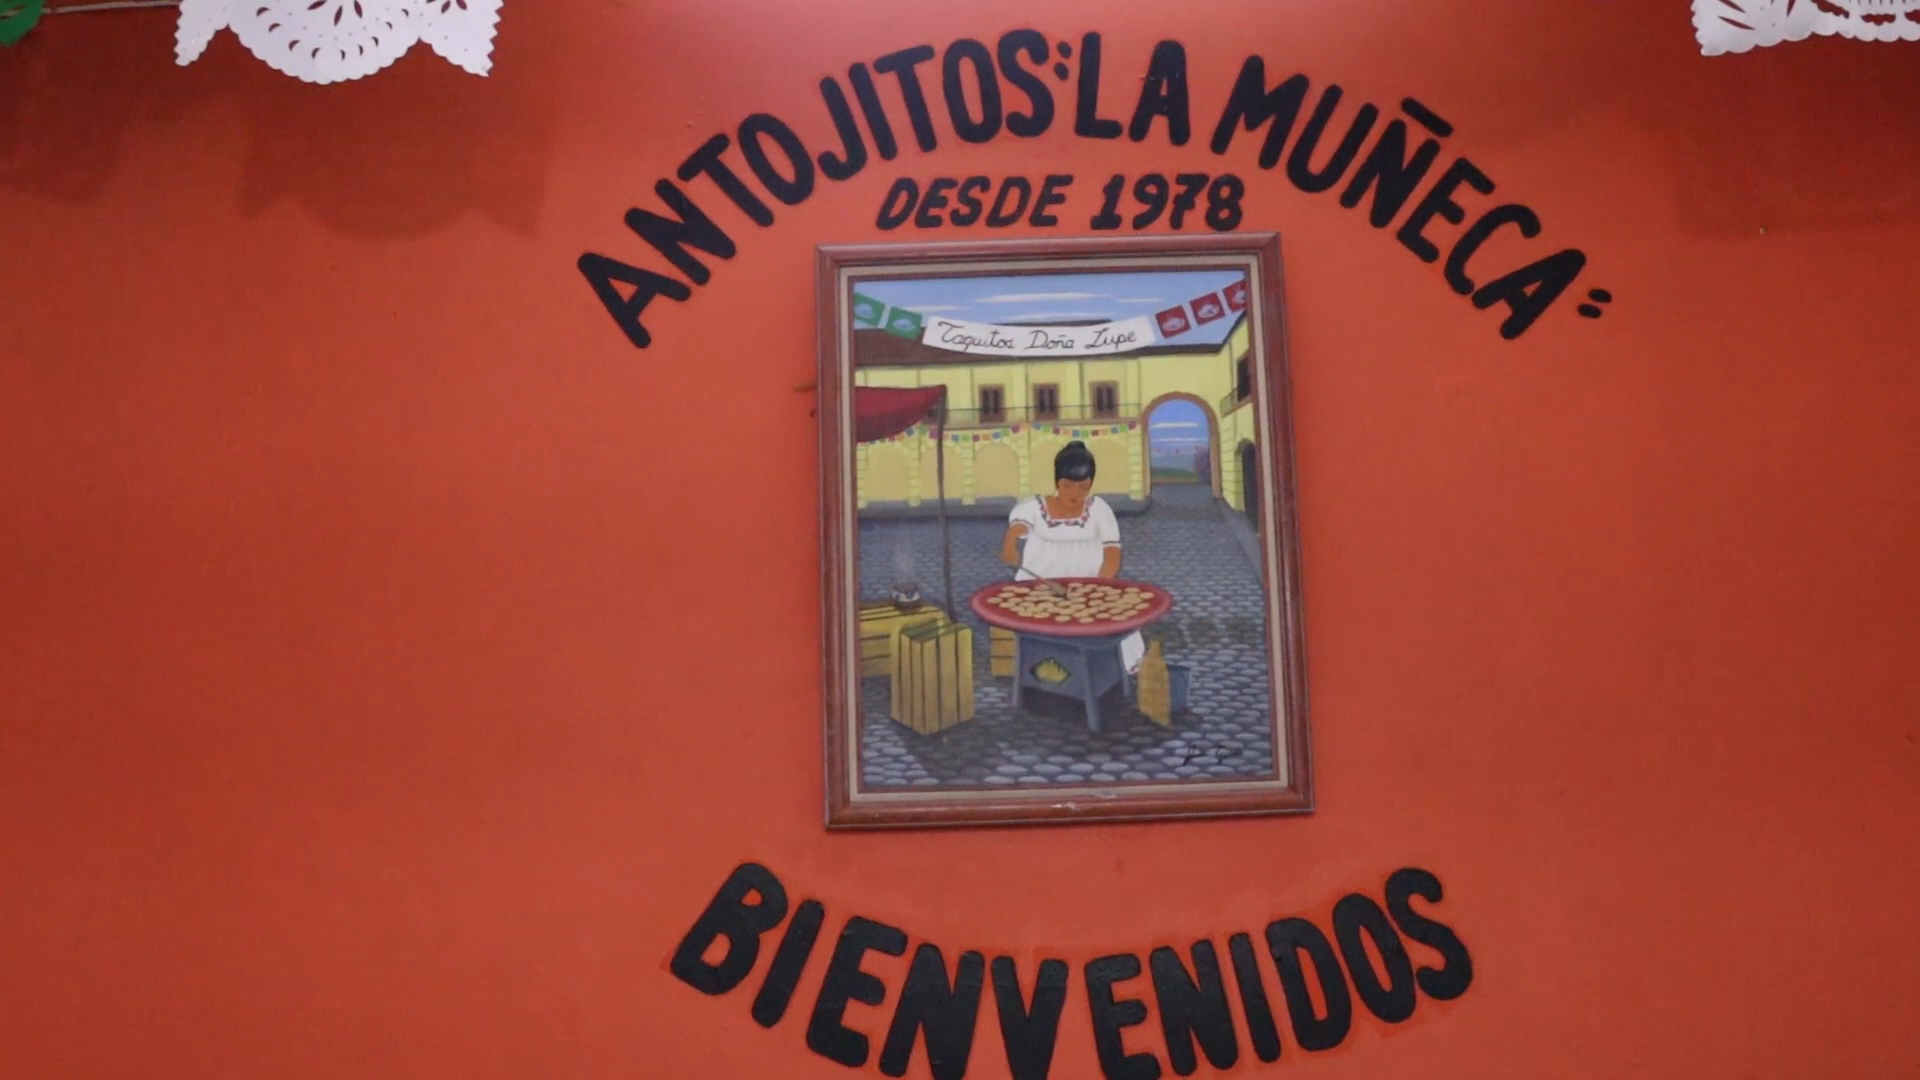 ANTOJITOS "LA MUÑECA"
DESDE 1978
Taquitos Doña Lupe
BIENVENIDOS